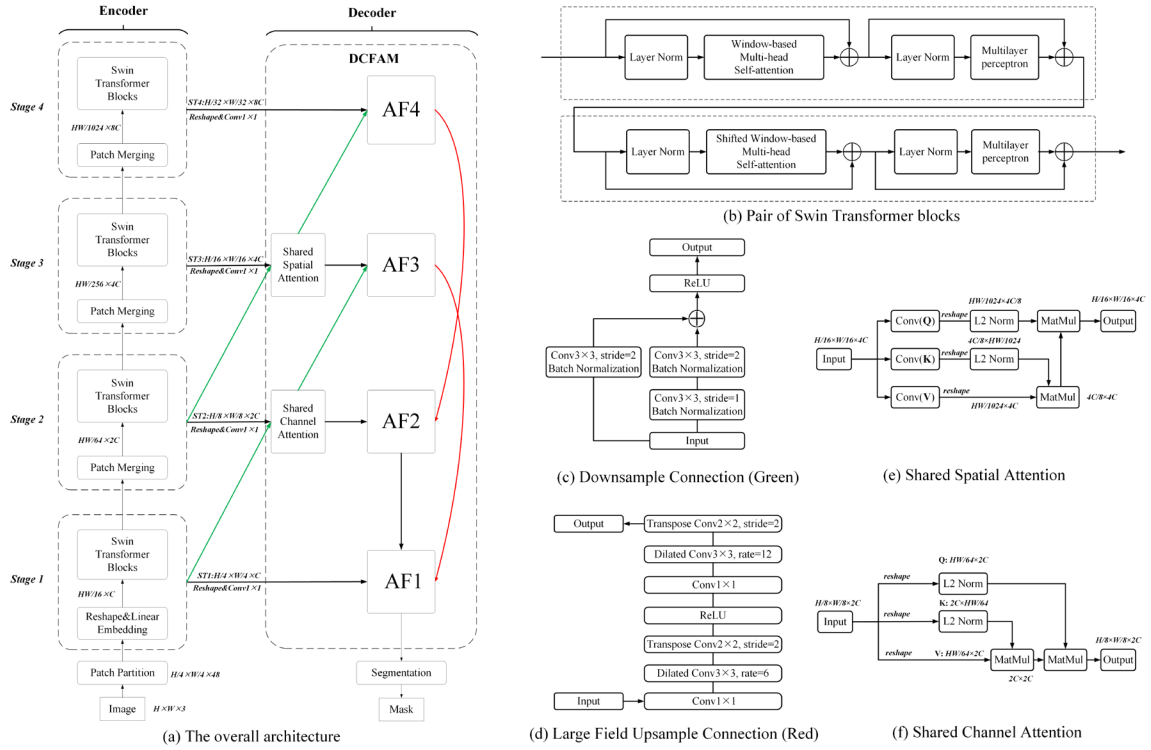 Encoder
Decoder
DCFAM
Stage 4
Swin
Transformer
Blocks
HW/1024×8C
Patch Merging
ST4:H/32×W/32×8C
Reshape&Conv1×1
AF4
Stage 3
Swin
Transformer
Blocks
HW/256×4C
Patch Merging
ST3:H/16×W/16×4C
Reshape&Conv1×1
Shared
Spatial
Attention
AF3
Stage 2
Swin
Transformer
Blocks
HW/64×2C
Patch Merging
ST2:H/8×W/8×2C
Reshape&Conv1×1
Shared
Channel
Attention
AF2
Stage 1
Swin
Transformer
Blocks
HW/16×C
Reshape&Linear
Embedding
ST1:H/4×W/4×C
Reshape&Conv1×1
AF1
Patch Partition
H/4×W/4×48
Image
H×W×3
Segmentation
Mask
(a) The overall architecture
Layer Norm
Window-based
Multi-head
Self-attention
Layer Norm
Multilayer
perceptron
Layer Norm
Shifted Window-based
Multi-head
Self-attention
Layer Norm
Multilayer
perceptron
(b) Pair of Swin Transformer blocks
Output
ReLU
Conv3×3, stride=2
Batch Normalization
Conv3×3, stride=2
Batch Normalization
Conv3×3, stride=1
Batch Normalization
Input
(c) Downsample Connection (Green)
Output
Transpose Conv2×2, stride=2
Dilated Conv3×3, rate=12
Conv1×1
ReLU
Transpose Conv2×2, stride=2
Dilated Conv3×3, rate=6
Input
Conv1×1
(d) Large Field Upsample Connection (Red)
H/16×W/16×4C
Input
Conv(Q)
reshape
HW/1024×4C/8
L2 Norm
MatMul
H/16×W/16×4C
Output
Conv(K)
reshape
4C/8×HW/1024
L2 Norm
Conv(V)
reshape
HW/1024×4C
MatMul
4C/8×4C
(e) Shared Spatial Attention
H/8×W/8×2C
Input
reshape
Q: HW/64×2C
L2 Norm
reshape
K: 2C×HW/64
L2 Norm
reshape
V: HW/64×2C
MatMul
2C×2C
MatMul
H/8×W/8×2C
Output
(f) Shared Channel Attention